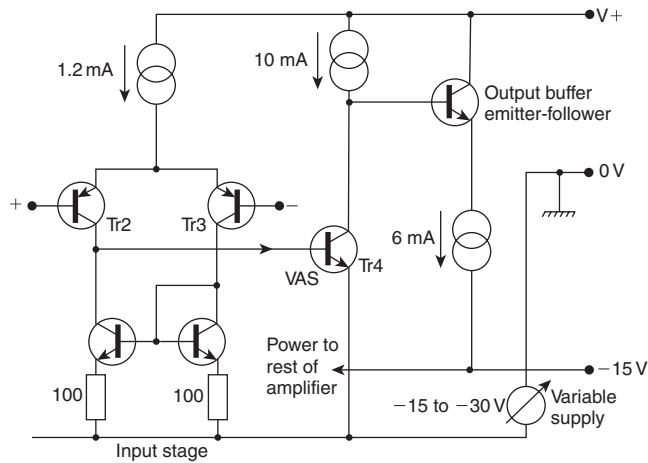 V+
1.2 mA
10 mA
Output buffer
emitter-follower
0 V
+
−
Tr2
Tr3
6 mA
VAS
Tr4
Power to
rest of
amplifier
−15 V
100
100
−15 to −30 V
Variable
supply
Input stage